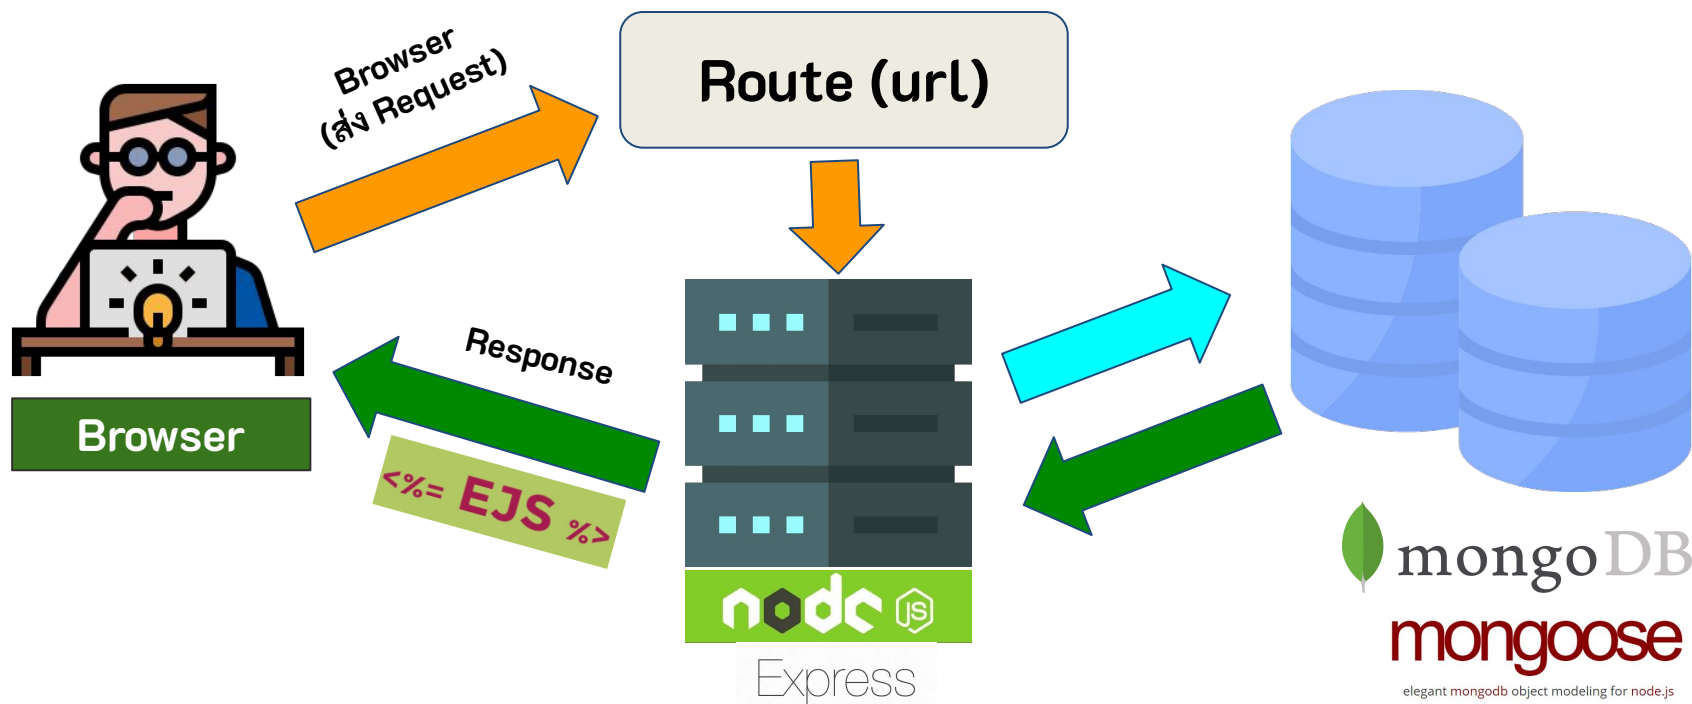 Browser
(ส่ง Request)
Route (url)
Response
Browser
<%= EJS %>
node
JS
Express
mongoDB
mongoose
elegant mongodb object modeling for node.js